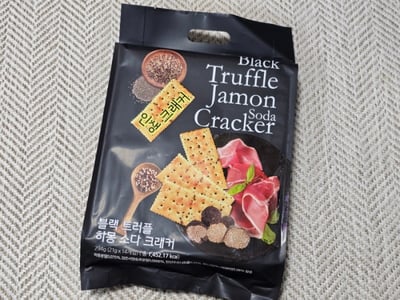 Black
Truffle
Jamon
Soda
Cracker
인생 크래커
블랙 트러플
하몽 소다 크래커